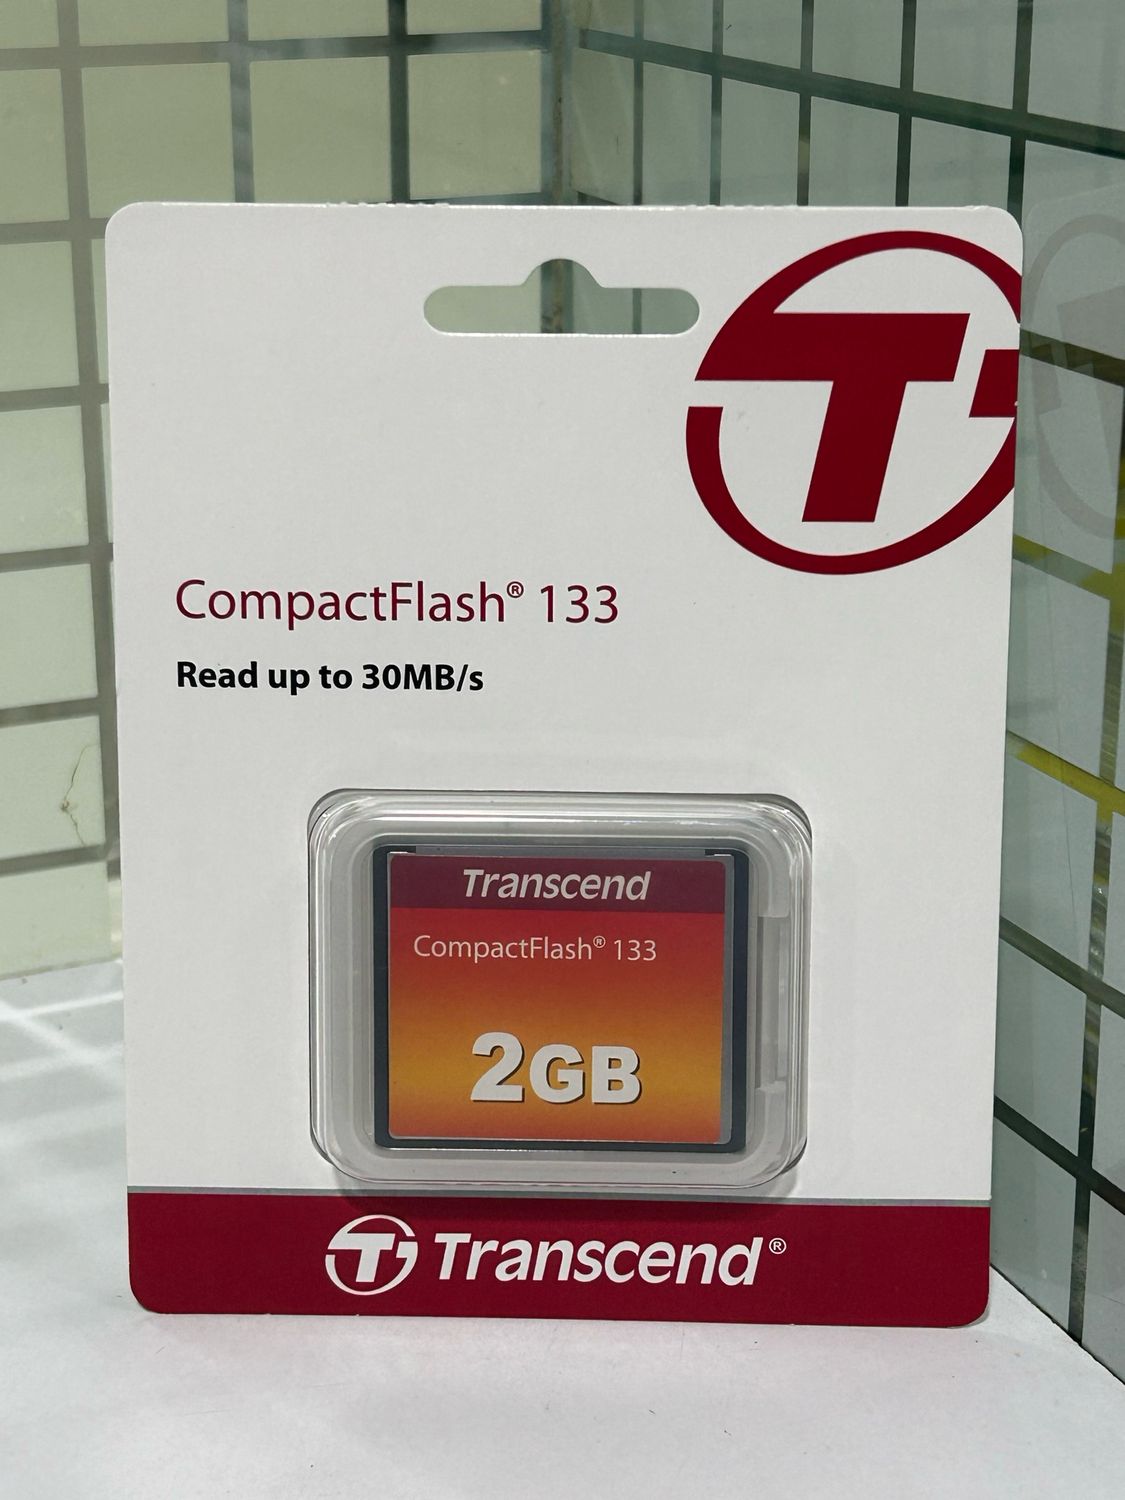 CompactFlash® 133
Read up to 30MB/s
Transcend
CompactFlash® 133
2GB
Transcend®